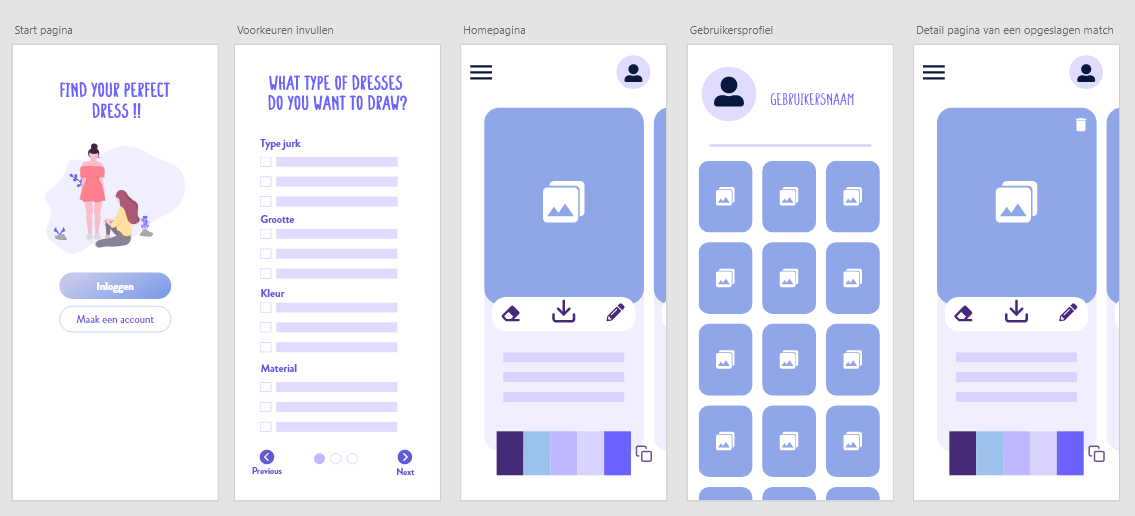 Start pagina
Voorkeuren invullen
Homepagina
Gebruikersprofiel
Detail pagina van een opgeslagen match
FIND YOUR PERFECT
DRESS !!
Inloggen
Maak een account
WHAT TYPE OF DRESSES
DO YOU WANT TO DRAW?
Type jurk
Grootte
Kleur
Material
Previous
Next
GEBRUIKERSNAAM